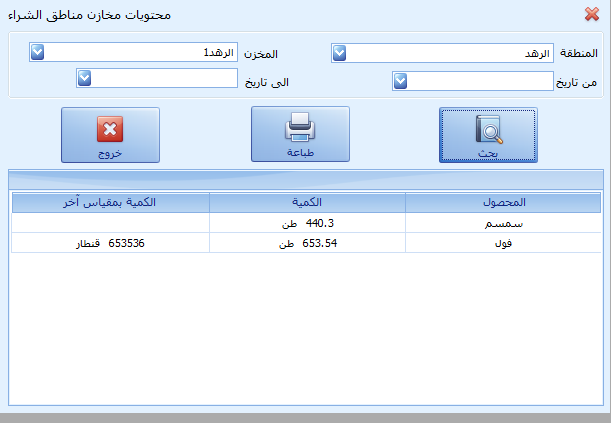 محتويات مخازن مناطق الشراء
المنطقة الرهد المخزن الرهد1
من تاريخ الى تاريخ
بحث طباعة خروج
المحصول الكمية الكمية بمقياس آخر
سمسم 440.3 طن
فول 653.54 طن 653536 قنطار